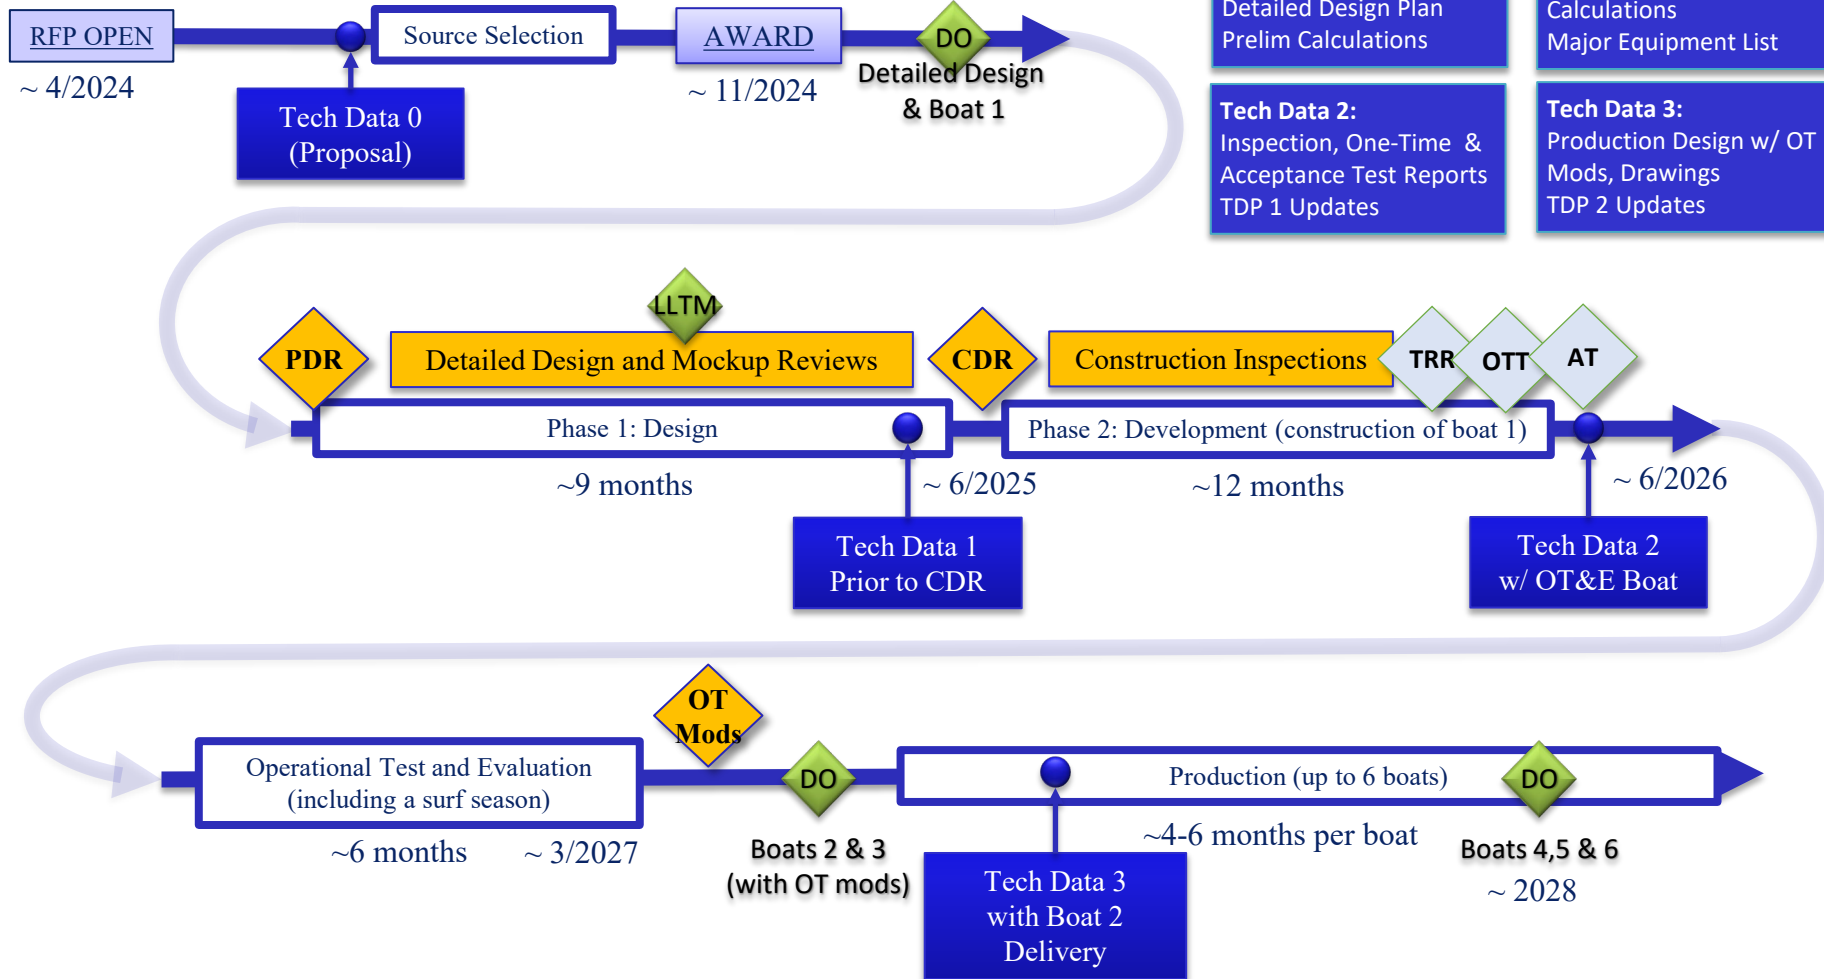 RFP OPEN
~ 4/2024
Tech Data 0
(Proposal)
Source Selection
AWARD
~ 11/2024
DO
Detailed Design
& Boat 1
Detailed Design Plan
Prelim Calculations
Calculations
Major Equipment List
Tech Data 2:
Inspection, One-Time &
Acceptance Test Reports
TDP 1 Updates
Tech Data 3:
Production Design w/ OT
Mods, Drawings
TDP 2 Updates
PDR
LLTM
Detailed Design and Mockup Reviews
CDR
Construction Inspections
TRR
OTT
AT
Phase 1: Design
Phase 2: Development (construction of boat 1)
~9 months
~ 6/2025
~12 months
~ 6/2026
Tech Data 1
Prior to CDR
Tech Data 2
w/ OT&E Boat
OT
Mods
Operational Test and Evaluation
(including a surf season)
~6 months
~ 3/2027
DO
Boats 2 & 3
(with OT mods)
Production (up to 6 boats)
DO
~4-6 months per boat
Boats 4,5 & 6
~ 2028
Tech Data 3
with Boat 2
Delivery